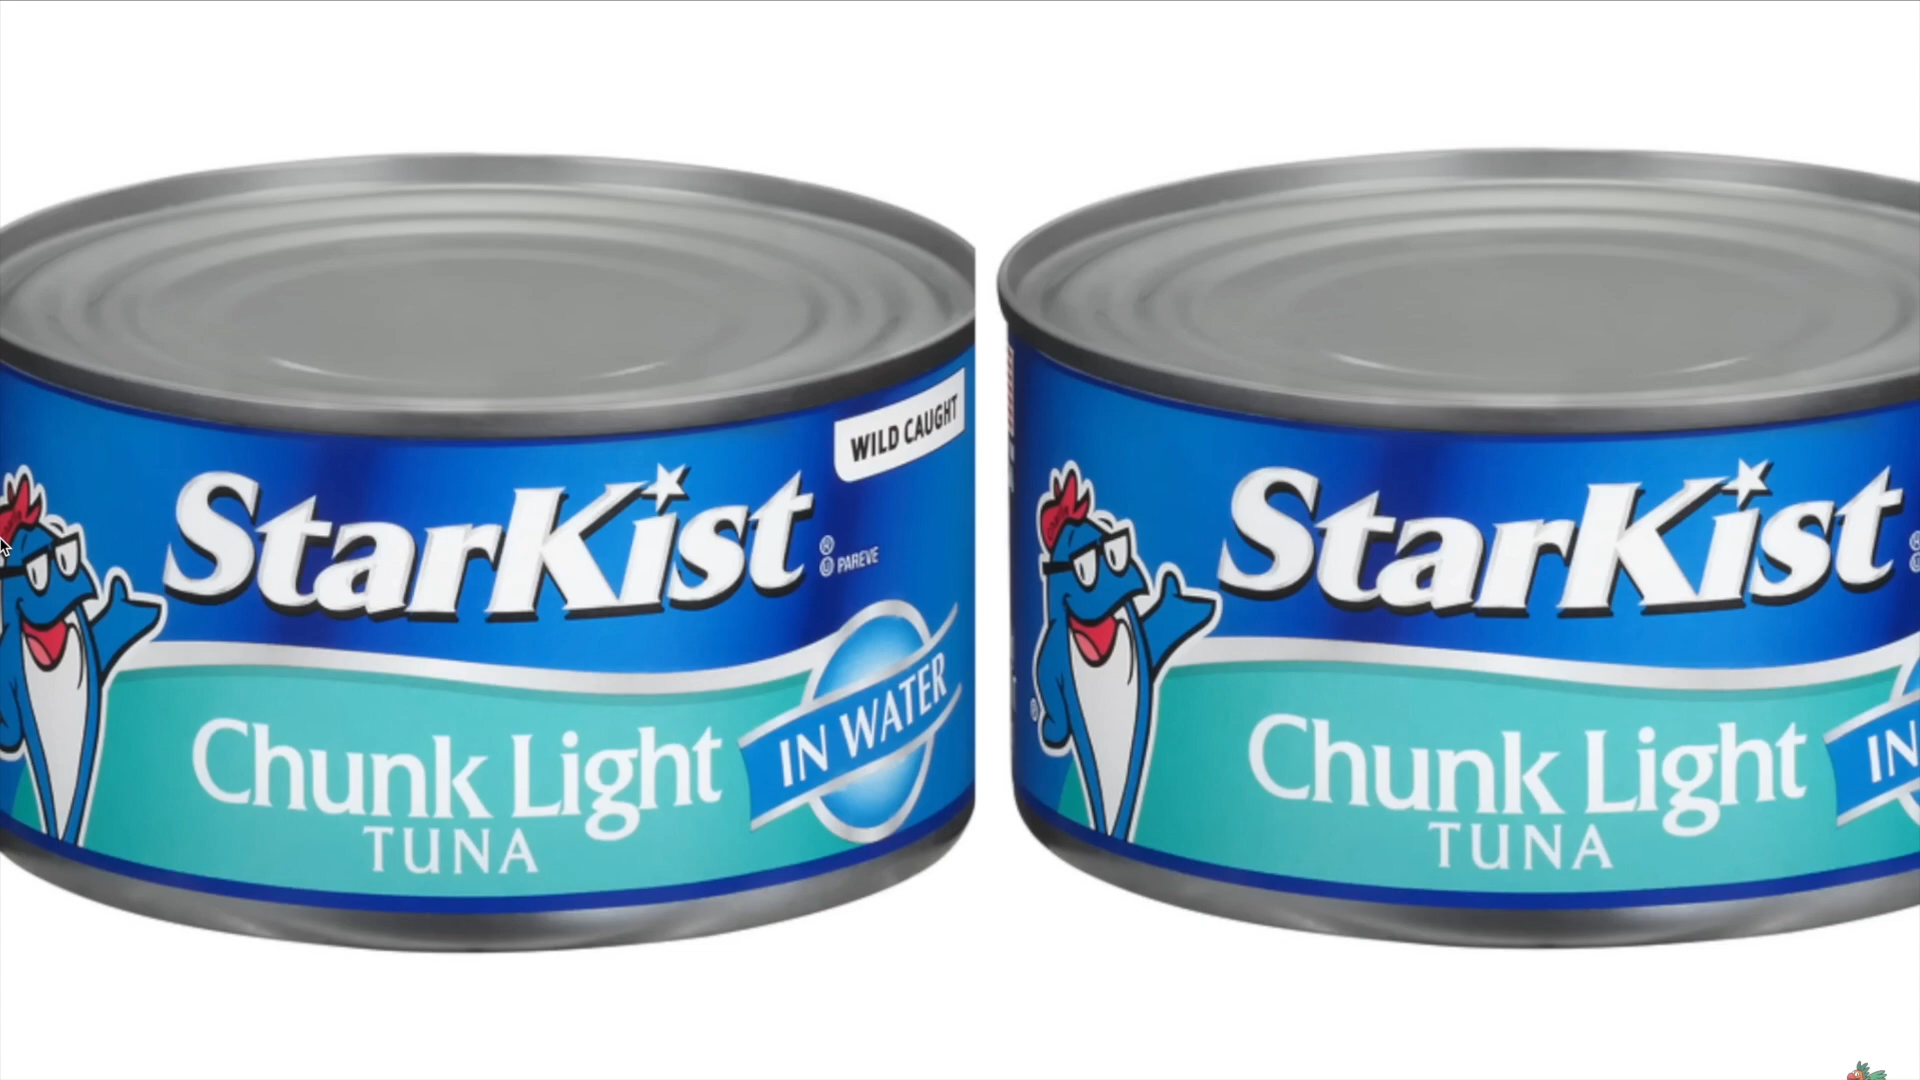 WILD CAUGHT
StarKist
® Ⓤ PAREVE
Chunk Light
TUNA
IN WATER
StarKist
Chunk Light
TUNA
IN